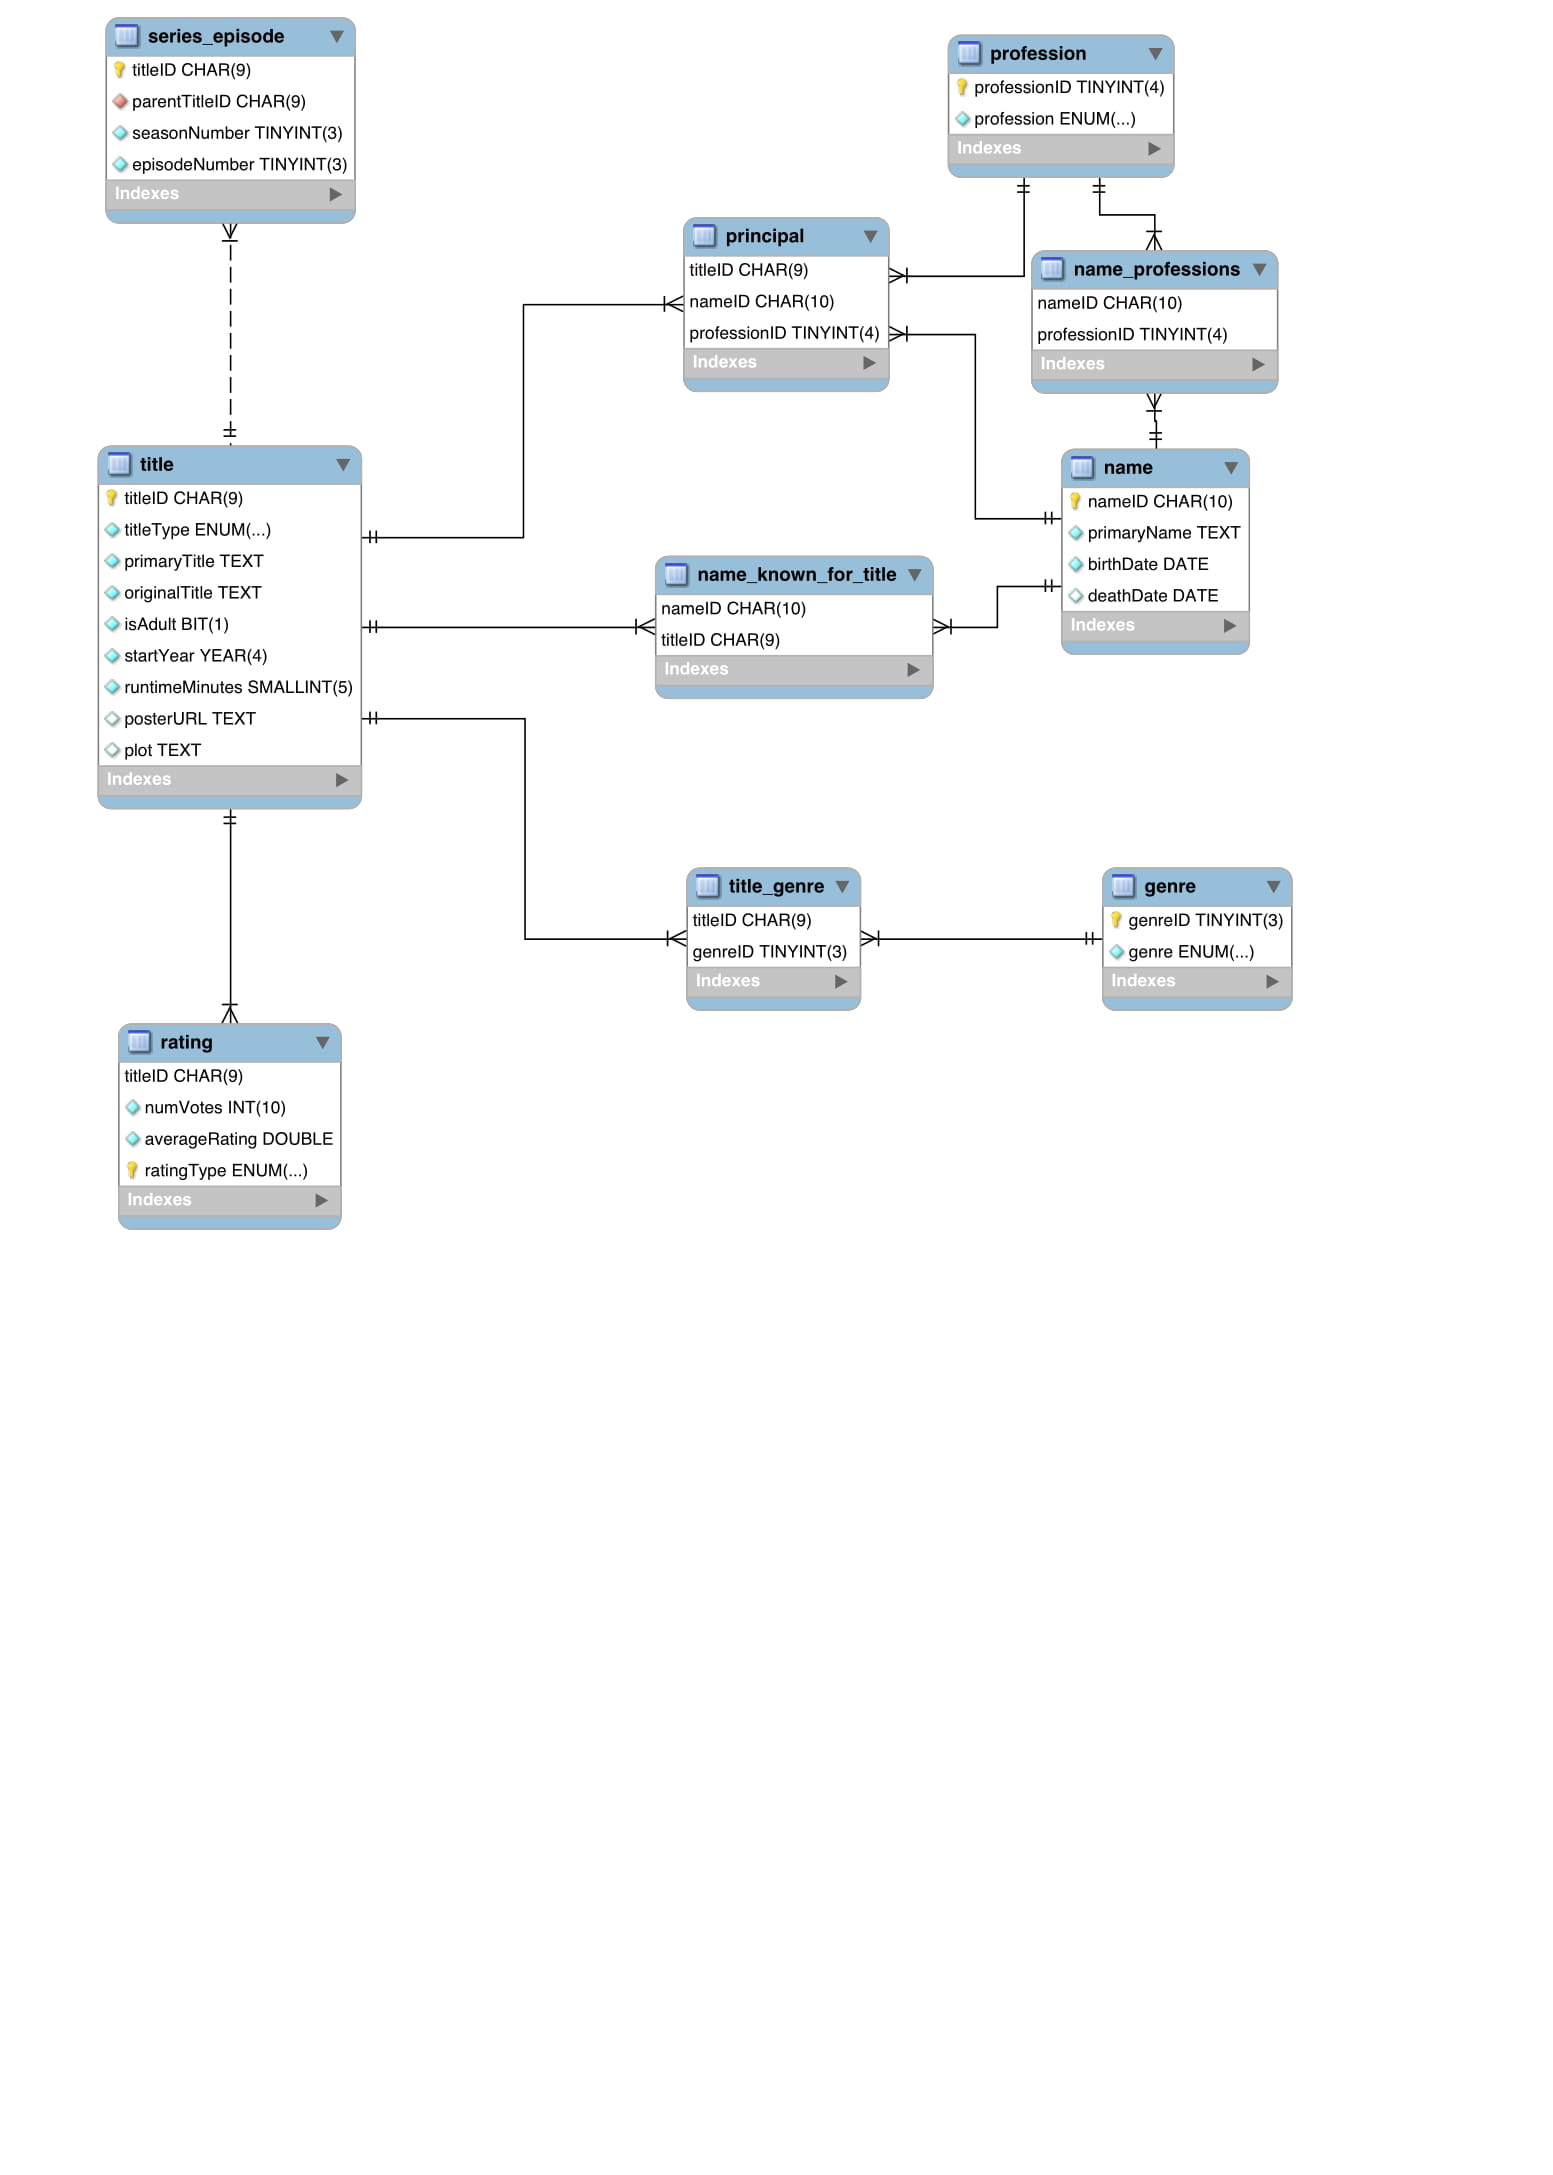 series_episode
titleID CHAR(9)
parentTitleID CHAR(9)
seasonNumber TINYINT(3)
episodeNumber TINYINT(3)
Indexes
profession
professionID TINYINT(4)
profession ENUM(...)
Indexes
principal
titleID CHAR(9)
nameID CHAR(10)
professionID TINYINT(4)
Indexes
name_professions
nameID CHAR(10)
professionID TINYINT(4)
Indexes
title
titleID CHAR(9)
titleType ENUM(...)
primaryTitle TEXT
originalTitle TEXT
isAdult BIT(1)
startYear YEAR(4)
runtimeMinutes SMALLINT(5)
posterURL TEXT
plot TEXT
Indexes
name
nameID CHAR(10)
primaryName TEXT
birthDate DATE
deathDate DATE
Indexes
name_known_for_title
nameID CHAR(10)
titleID CHAR(9)
Indexes
title_genre
titleID CHAR(9)
genreID TINYINT(3)
Indexes
genre
genreID TINYINT(3)
genre ENUM(...)
Indexes
rating
titleID CHAR(9)
numVotes INT(10)
averageRating DOUBLE
ratingType ENUM(...)
Indexes